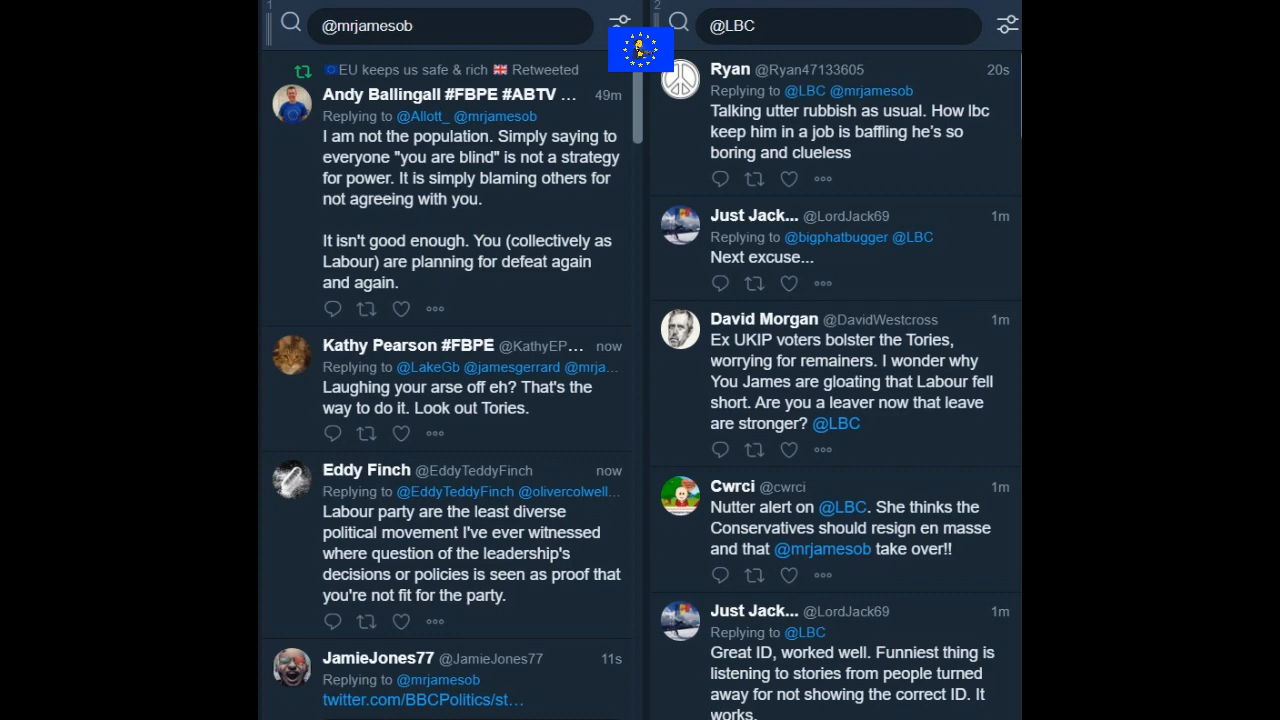 1
@mrjamesob
EU keeps us safe & rich 🇬🇧 Retweeted
Andy Ballingall #FBPE #ABTV ... 49m
Replying to @Allott_ @mrjamesob
I am not the population. Simply saying to
everyone "you are blind" is not a strategy
for power. It is simply blaming others for
not agreeing with you.
It isn't good enough. You (collectively as
Labour) are planning for defeat again
and again.
Kathy Pearson #FBPE @KathyEP... now
Replying to @LakeGb @jamesgerrard @mrja...
Laughing your arse off eh? That's the
way to do it. Look out Tories.
Eddy Finch @EddyTeddyFinch now
Replying to @EddyTeddyFinch @olivercolwell...
Labour party are the least diverse
political movement I've ever witnessed
where question of the leadership's
decisions or policies is seen as proof that
you're not fit for the party.
JamieJones77 @JamieJones77 11s
Replying to @mrjamesob
twitter.com/BBCPolitics/st...
2
@LBC
Ryan @Ryan47133605 20s
Replying to @LBC @mrjamesob
Talking utter rubbish as usual. How lbc
keep him in a job is baffling he's so
boring and clueless
Just Jack... @LordJack69 1m
Replying to @bigphatbugger @LBC
Next excuse...
David Morgan @DavidWestcross 1m
Ex UKIP voters bolster the Tories,
worrying for remainers. I wonder why
You James are gloating that Labour fell
short. Are you a leaver now that leave
are stronger? @LBC
Cwrci @cwrci 1m
Nutter alert on @LBC. She thinks the
Conservatives should resign en masse
and that @mrjamesob take over!!
Just Jack... @LordJack69 1m
Replying to @LBC
Great ID, worked well. Funniest thing is
listening to stories from people turned
away for not showing the correct ID. It
works.